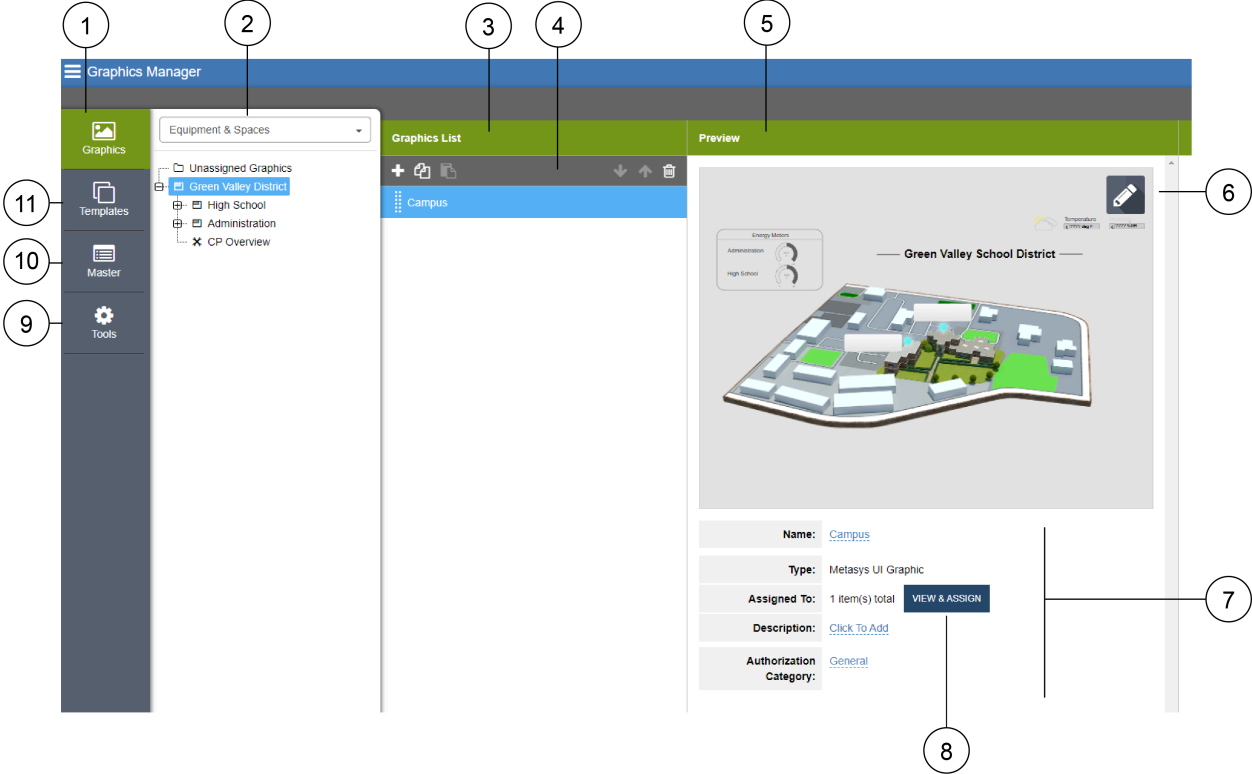 1
2
3
4
5
Graphics Manager
Graphics
Equipment & Spaces
Graphics List
Preview
Unassigned Graphics
Green Valley District
High School
Administration
CP Overview
Campus
6
11
Templates
10
Master
9
Tools
Temperature
Energy Meters
Administration
High School
Green Valley School District
Name: Campus
Type: Metasys UI Graphic
Assigned To: 1 item(s) total VIEW & ASSIGN
Description: Click To Add
Authorization General
Category:
7
8